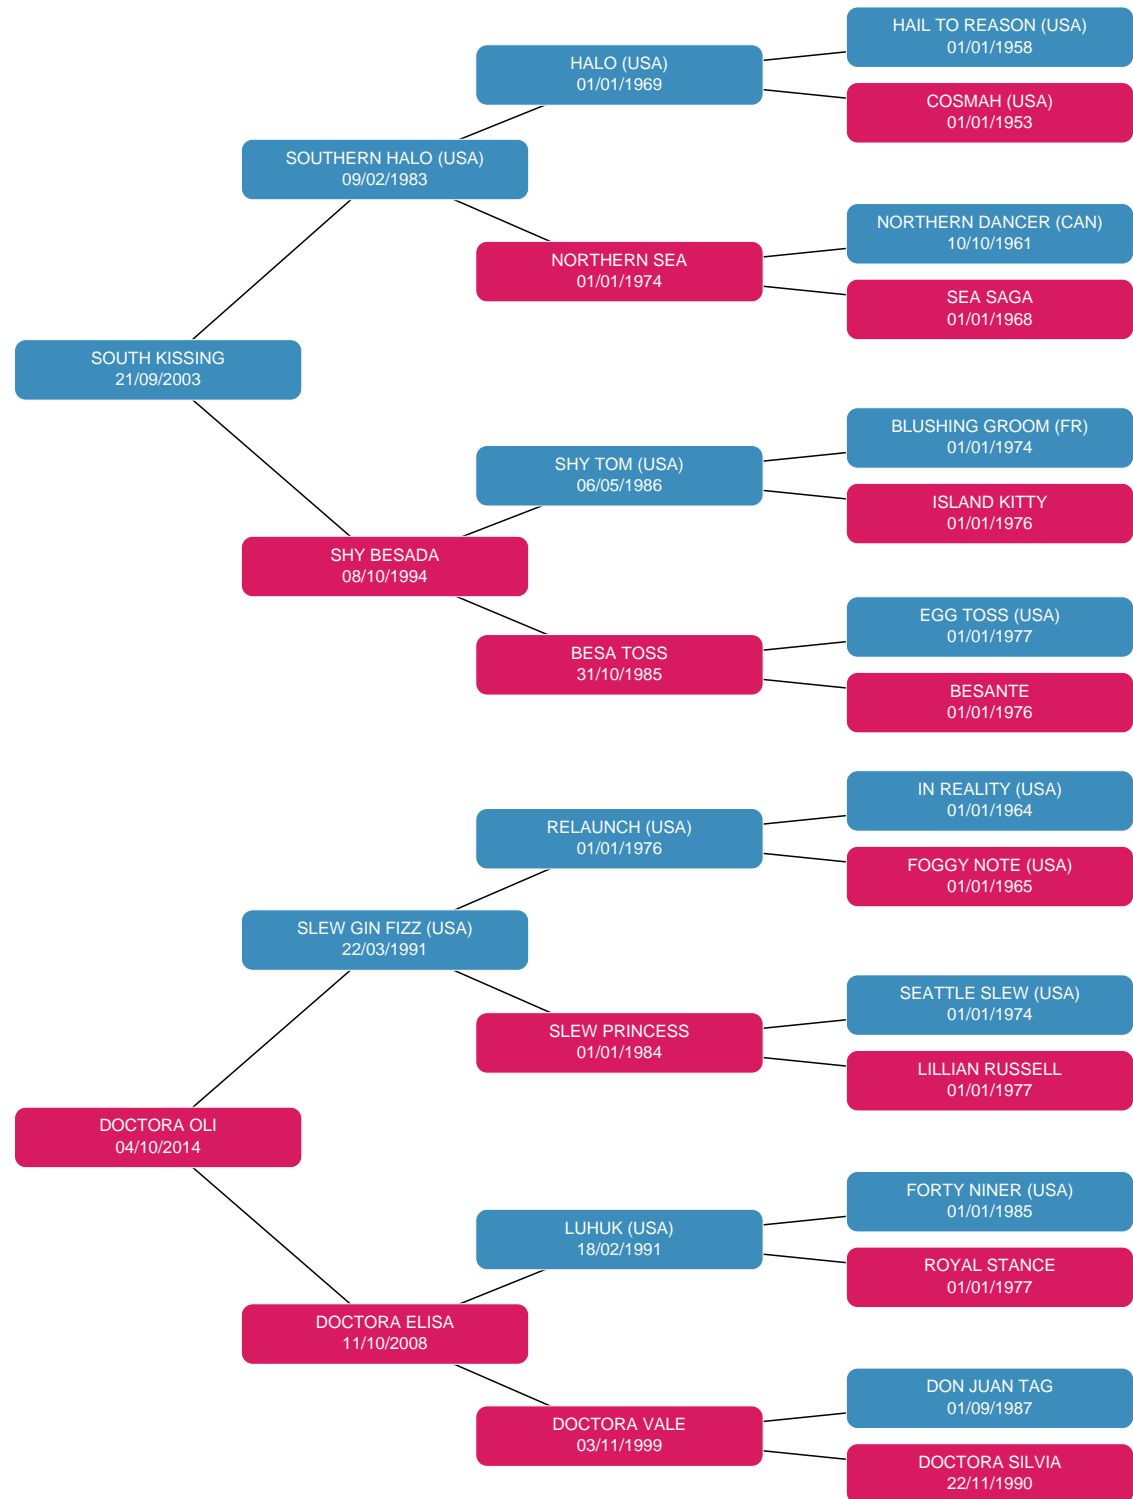 HAIL TO REASON (USA)
01/01/1958
HALO (USA)
01/01/1969
COSMAH (USA)
01/01/1953
SOUTHERN HALO (USA)
09/02/1983
NORTHERN DANCER (CAN)
10/10/1961
NORTHERN SEA
01/01/1974
SEA SAGA
01/01/1968
SOUTH KISSING
21/09/2003
BLUSHING GROOM (FR)
01/01/1974
SHY TOM (USA)
06/05/1986
ISLAND KITTY
01/01/1976
SHY BESADA
08/10/1994
EGG TOSS (USA)
01/01/1977
BESA TOSS
31/10/1985
BESANTE
01/01/1976
IN REALITY (USA)
01/01/1964
RELAUNCH (USA)
01/01/1976
FOGGY NOTE (USA)
01/01/1965
SLEW GIN FIZZ (USA)
22/03/1991
SEATTLE SLEW (USA)
01/01/1974
SLEW PRINCESS
01/01/1984
LILLIAN RUSSELL
01/01/1977
DOCTORA OLI
04/10/2014
FORTY NINER (USA)
01/01/1985
LUHUK (USA)
18/02/1991
ROYAL STANCE
01/01/1977
DOCTORA ELISA
11/10/2008
DON JUAN TAG
01/09/1987
DOCTORA VALE
03/11/1999
DOCTORA SILVIA
22/11/1990